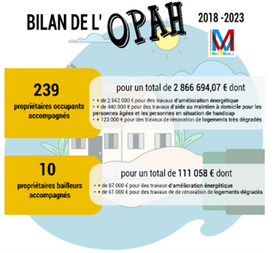 BILAN DE L' OPAH 2018 -2023
239
propriétaires occupants
accompagnés
pour un total de 2 866 694,07 € dont
• + de 2 662 000 € pour des travaux d'amélioration énergétique
• + de 440 000 € pour des travaux d'aide au maintien à domicile pour les
personnes âgées et les personnes en situation de handicap
• + 123 000 € pour des travaux de rénovation de logements très dégradés
10
propriétaires bailleurs
accompagnés
pour un total de 111 058 € dont
• + de 87 000 € pour des travaux d'amélioration énergétique
• + de 61 000 € pour des travaux de de rénovation de logements dégradés